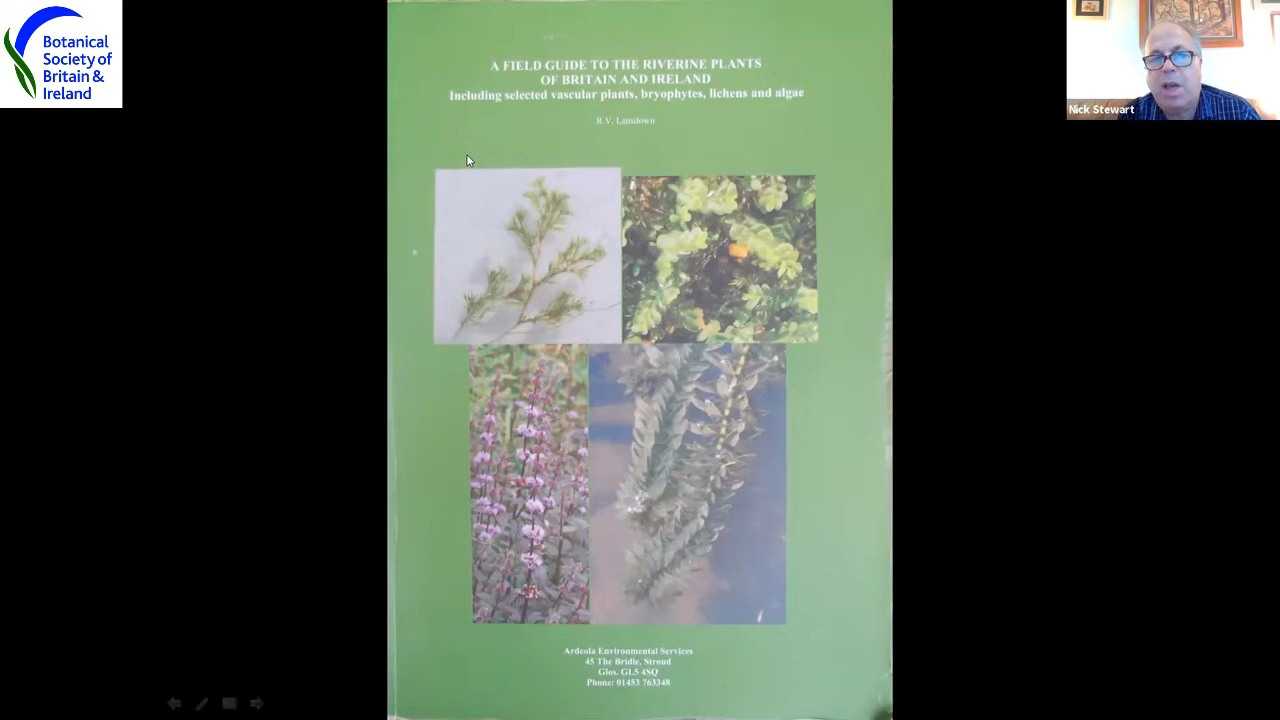 Botanical
Society of
Britain &
Ireland
A FIELD GUIDE TO THE RIVERINE PLANTS
OF BRITAIN AND IRELAND
Including selected vascular plants, bryophytes, lichens and algae
R.V. Lansdown
Nick Stewart
Ardeola Environmental Services
45 The Bridle, Stroud
Glos. GL5 4SQ
Phone: 01453 763348